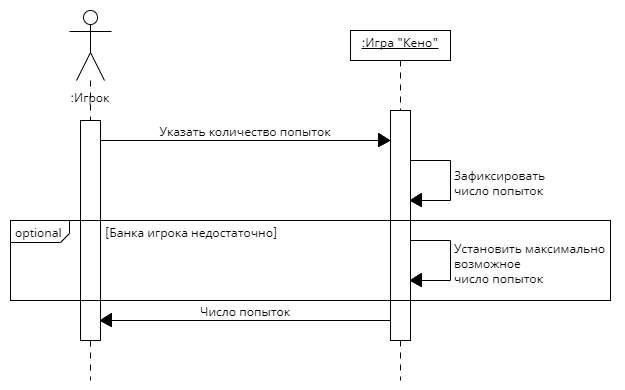 :Игрок
:Игра "Кено"
Указать количество попыток
Зафиксировать
число попыток
optional
[Банка игрока недостаточно]
Установить максимально
возможное
число попыток
Число попыток